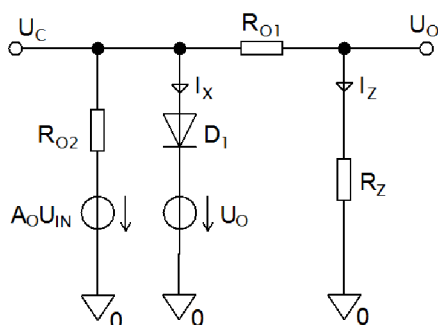 U_C
R_O1
U_O
I_X
I_Z
R_O2
D_1
R_Z
A_OU_IN
U_O
0
0
0